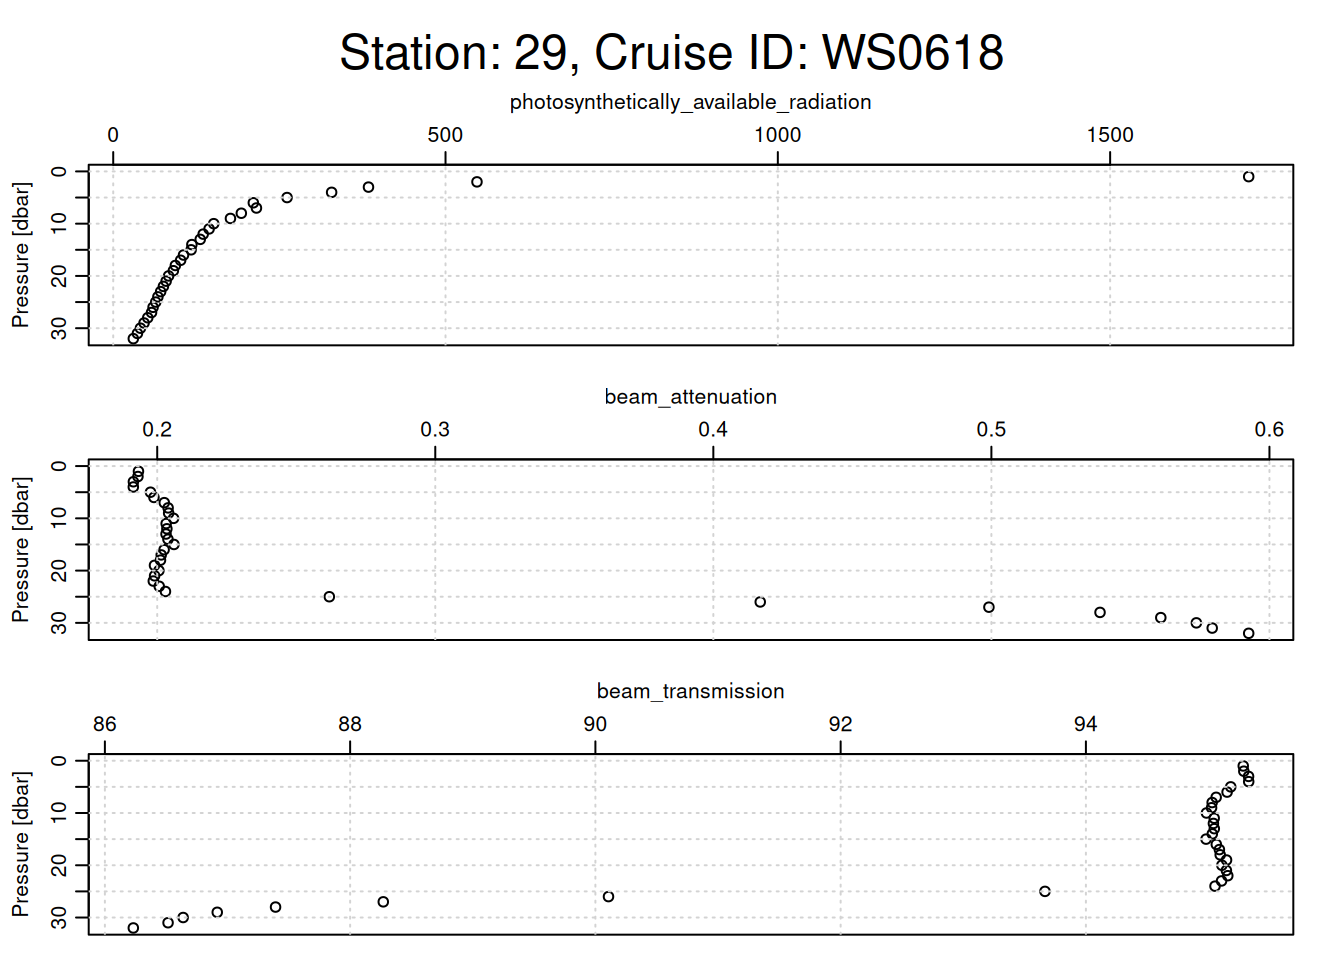 Station: 29, Cruise ID: WS0618
photosynthetically_available_radiation
0 500 1000 1500
Pressure [dbar]
0
10
20
30
beam_attenuation
0.2 0.3 0.4 0.5 0.6
Pressure [dbar]
0
10
20
30
beam_transmission
86 88 90 92 94
Pressure [dbar]
0
10
20
30